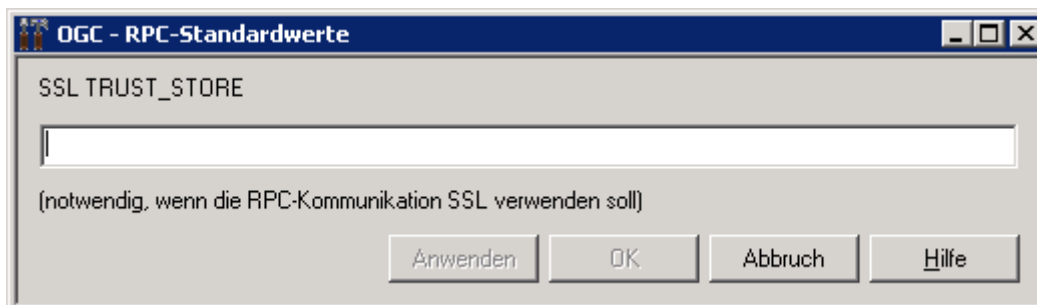 OGC - RPC-Standardwerte
SSL TRUST_STORE
(notwendig, wenn die RPC-Kommunikation SSL verwenden soll)
Anwenden OK Abbruch Hilfe